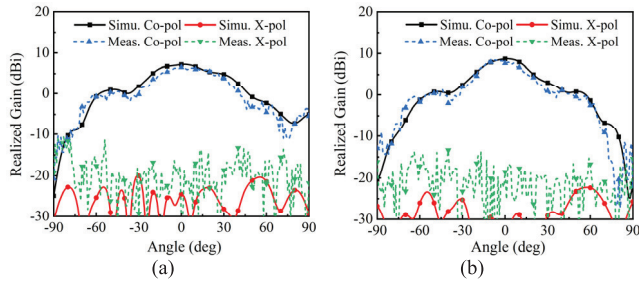 (a)
Simu. Co-pol Simu. X-pol
Meas. Co-pol Meas. X-pol
Realized Gain (dBi)
20
10
0
-10
-20
-30
-90 -60 -30 0 30 60 90
Angle (deg)
(a)
(b)
Simu. Co-pol Simu. X-pol
Meas. Co-pol Meas. X-pol
Realized Gain (dBi)
20
10
0
-10
-20
-30
-90 -60 -30 0 30 60 90
Angle (deg)
(b)